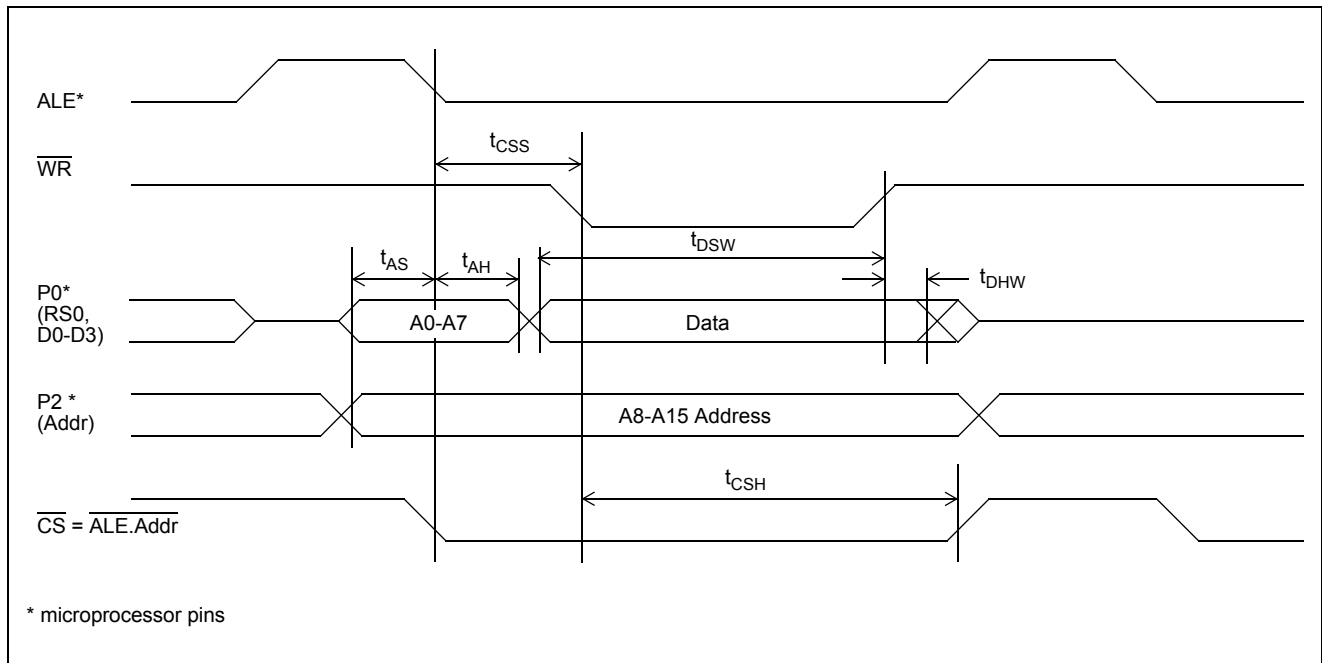 ALE*
tCSS
WR
tDSW
tAS
tAH
tDHW
P0*
(RS0,
D0-D3)
A0-A7
Data
P2 *
(Addr)
A8-A15 Address
tCSH
CS = ALE.Addr
* microprocessor pins